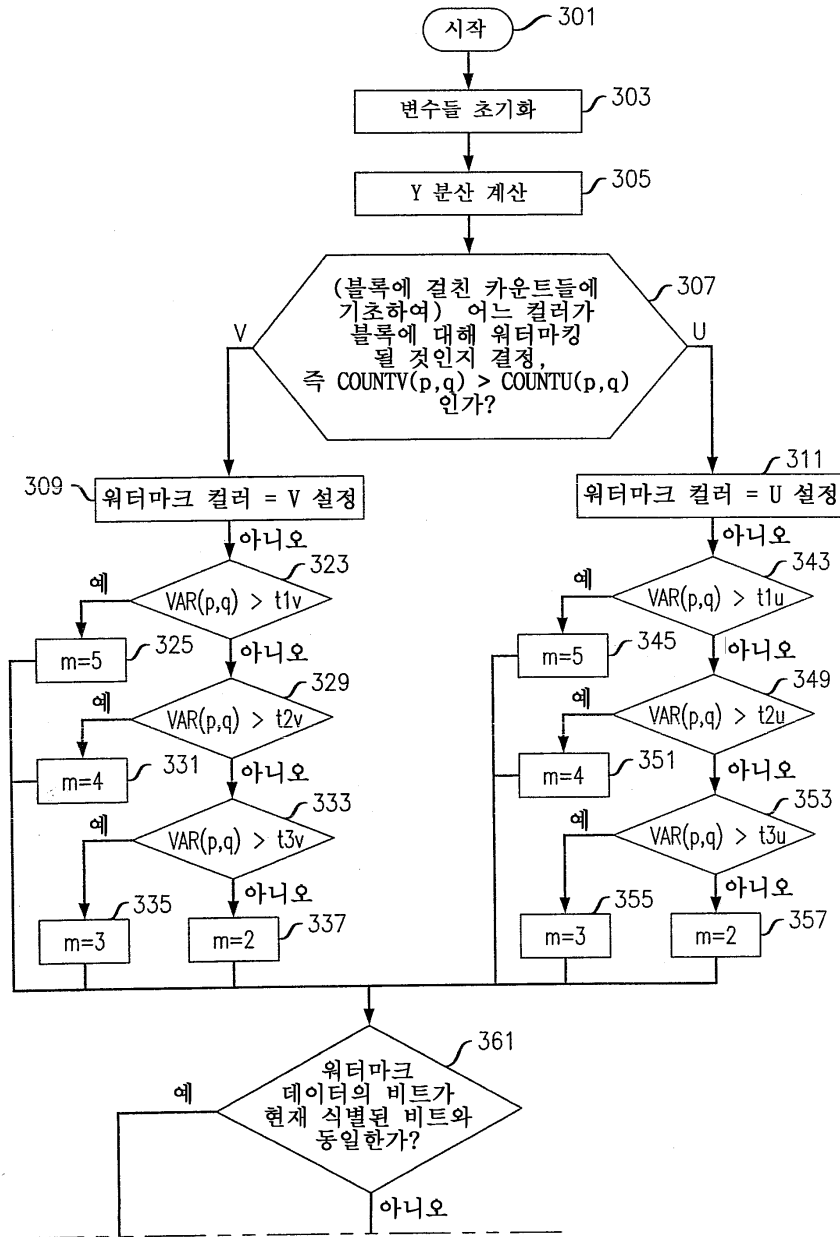 시작
301
변수들 초기화
303
Y 분산 계산
305
(블록에 걸친 카운트들에
기초하여) 어느 컬러가
블록에 대해 워터마킹
될 것인지 결정,
즉 COUNTV(p,q) > COUNTU(p,q)
인가?
307
V
U
309
워터마크 컬러 = V 설정
311
워터마크 컬러 = U 설정
아니오
323
예
VAR(p,q) > t1v
m=5
325
아니오
329
예
VAR(p,q) > t2v
m=4
331
아니오
333
예
VAR(p,q) > t3v
아니오
335
m=3
m=2
337
아니오
343
예
VAR(p,q) > t1u
m=5
345
아니오
349
예
VAR(p,q) > t2u
m=4
351
아니오
353
예
VAR(p,q) > t3u
아니오
355
m=3
m=2
357
361
워터마크
데이터의 비트가
현재 식별된 비트와
동일한가?
예
아니오